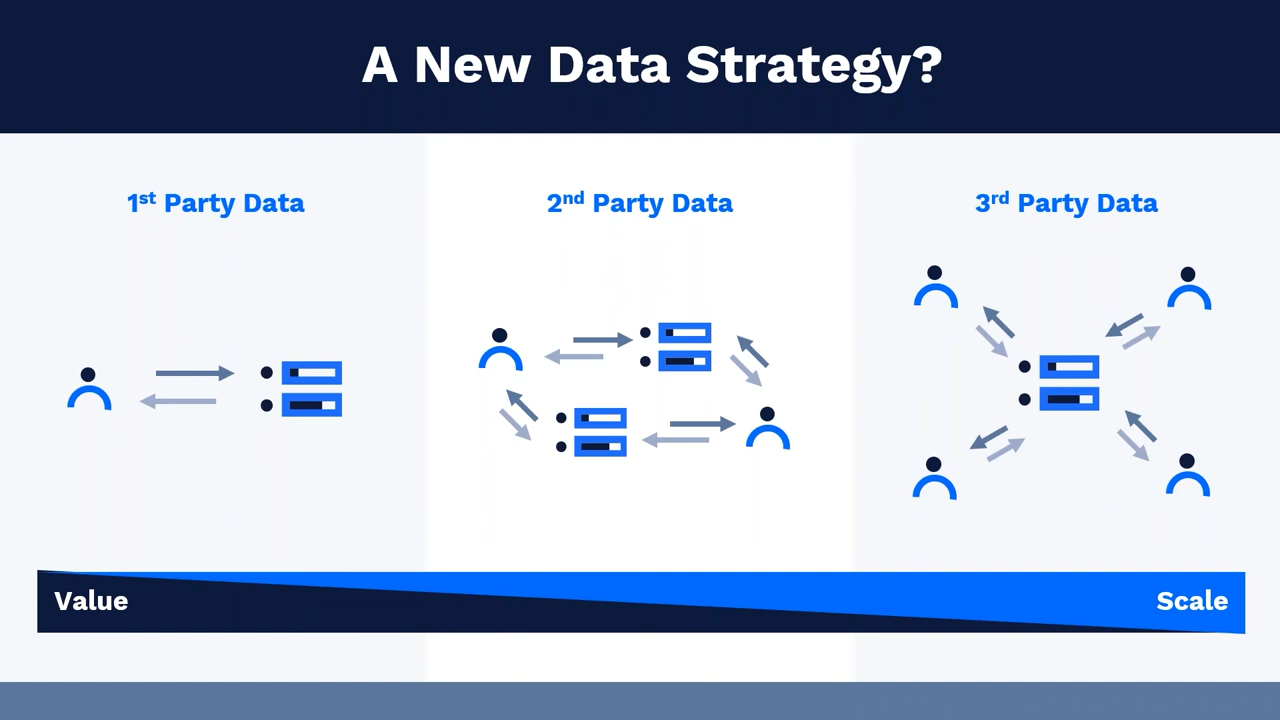 A New Data Strategy?
1st Party Data
2nd Party Data
3rd Party Data
Value
Scale